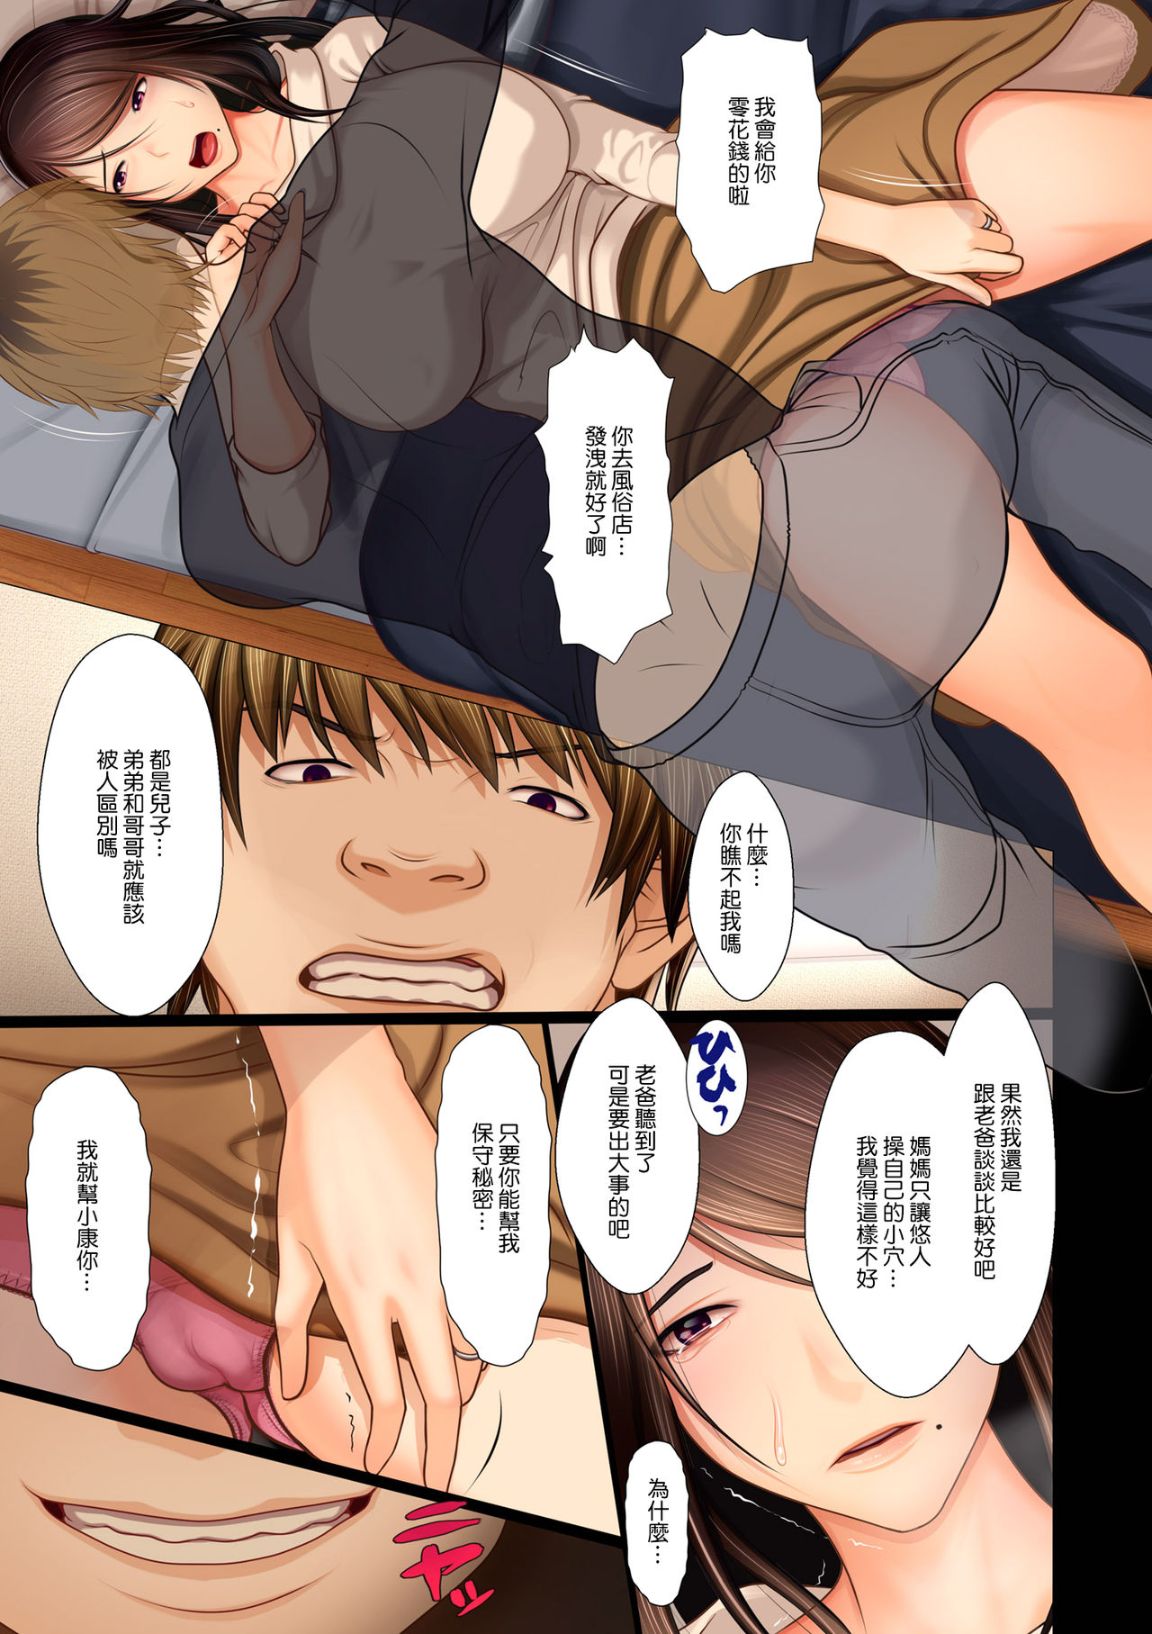 我會給你
零花錢的啦
你去風俗店…
發洩就好了啊
什麼…
你瞧不起我嗎
都是兒子…
弟弟和哥哥就應該
被人區別嗎
果然我還是
跟老爸談談比較好吧
媽媽只讓悠人
操自己的小穴…
我覺得這樣不好
ひひっ
老爸聽到了
可是要出大事的吧
為什麼…
只要你能幫我
保守秘密…
我就幫小康你…
ニヤッ